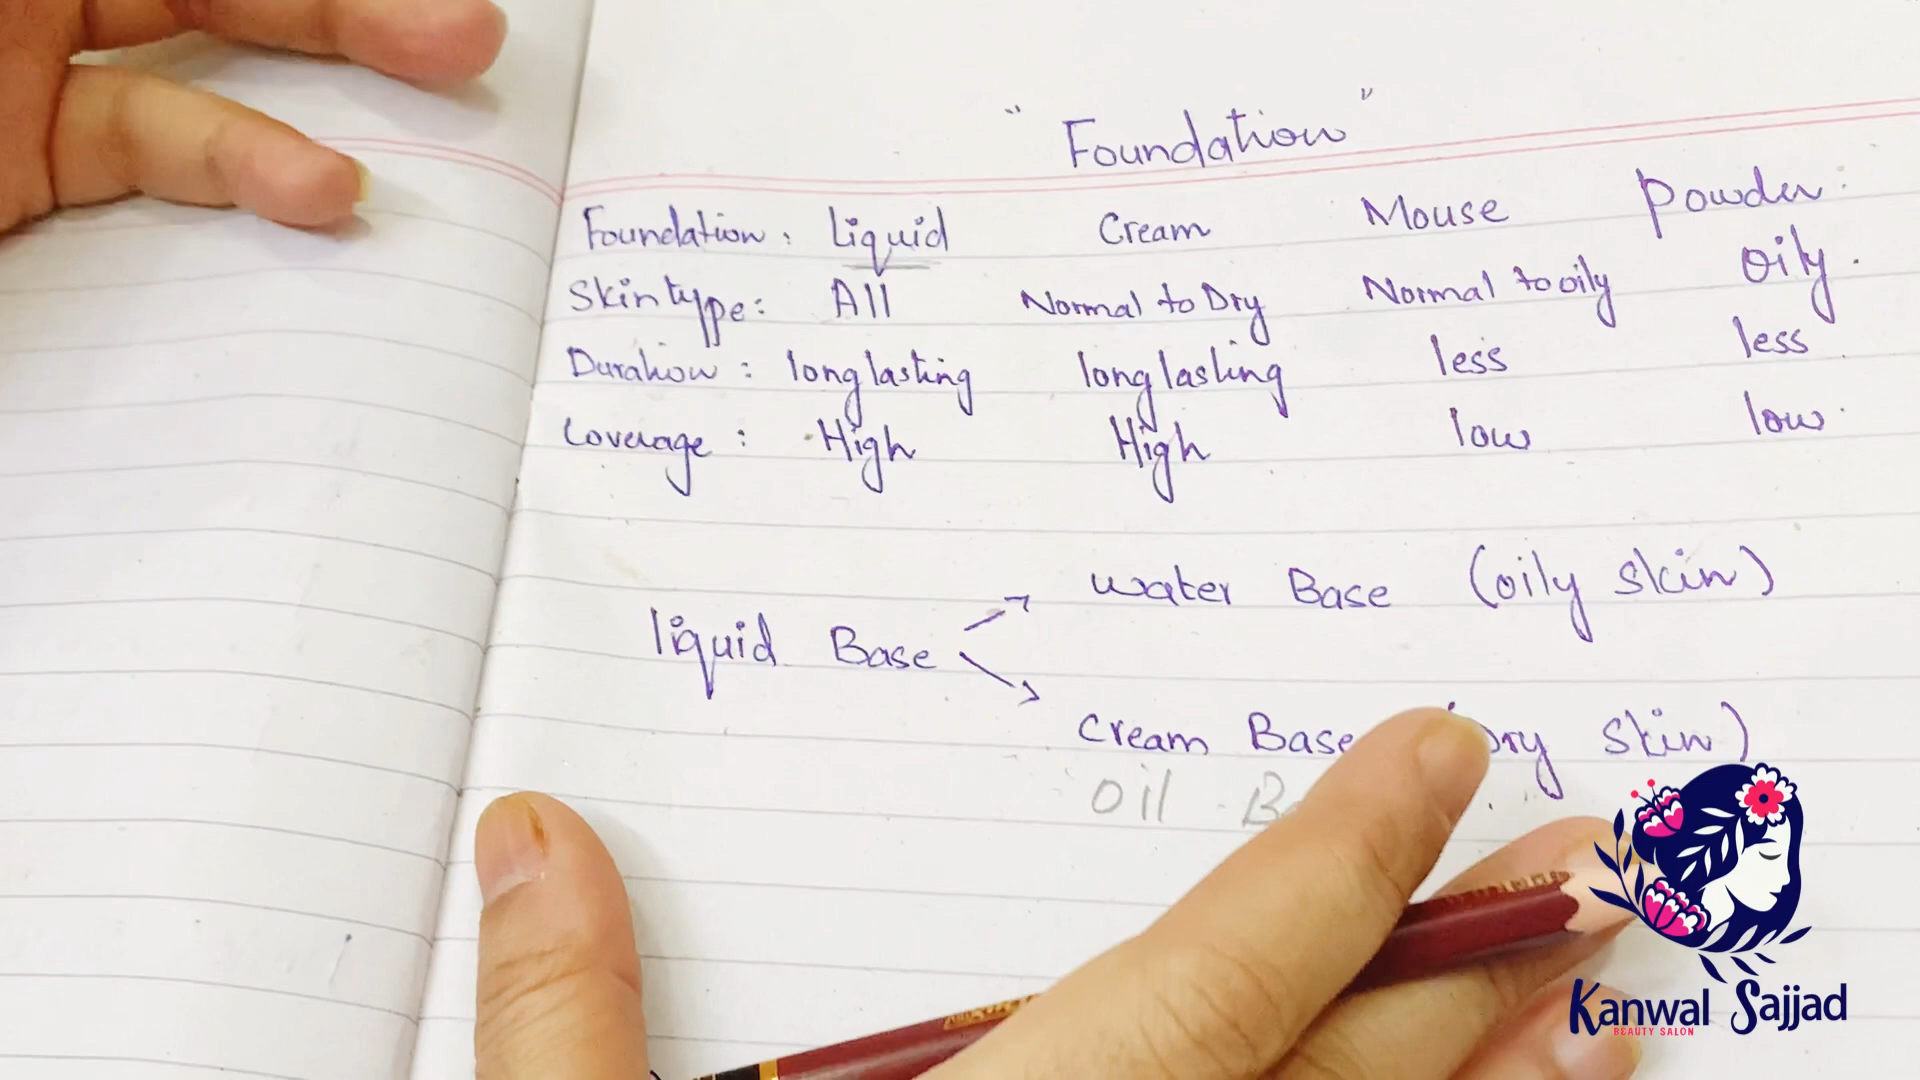 " Foundation "
Foundation : Liquid Cream Mouse Powder.
Skin type : All Normal to Dry Normal to oily oily.
Duration : long lasting long lasting less less
Coverage : High High low low.
liquid Base
water Base (oily skin)
Cream Base Dry skin)
oil
Kanwal Sajjad
BEAUTY SALON